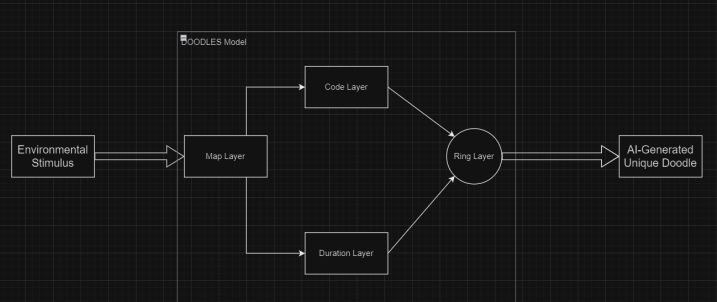 DOODLES Model
Code Layer
Environmental
Stimulus
Map Layer
Ring Layer
AI-Generated
Unique Doodle
Duration Layer